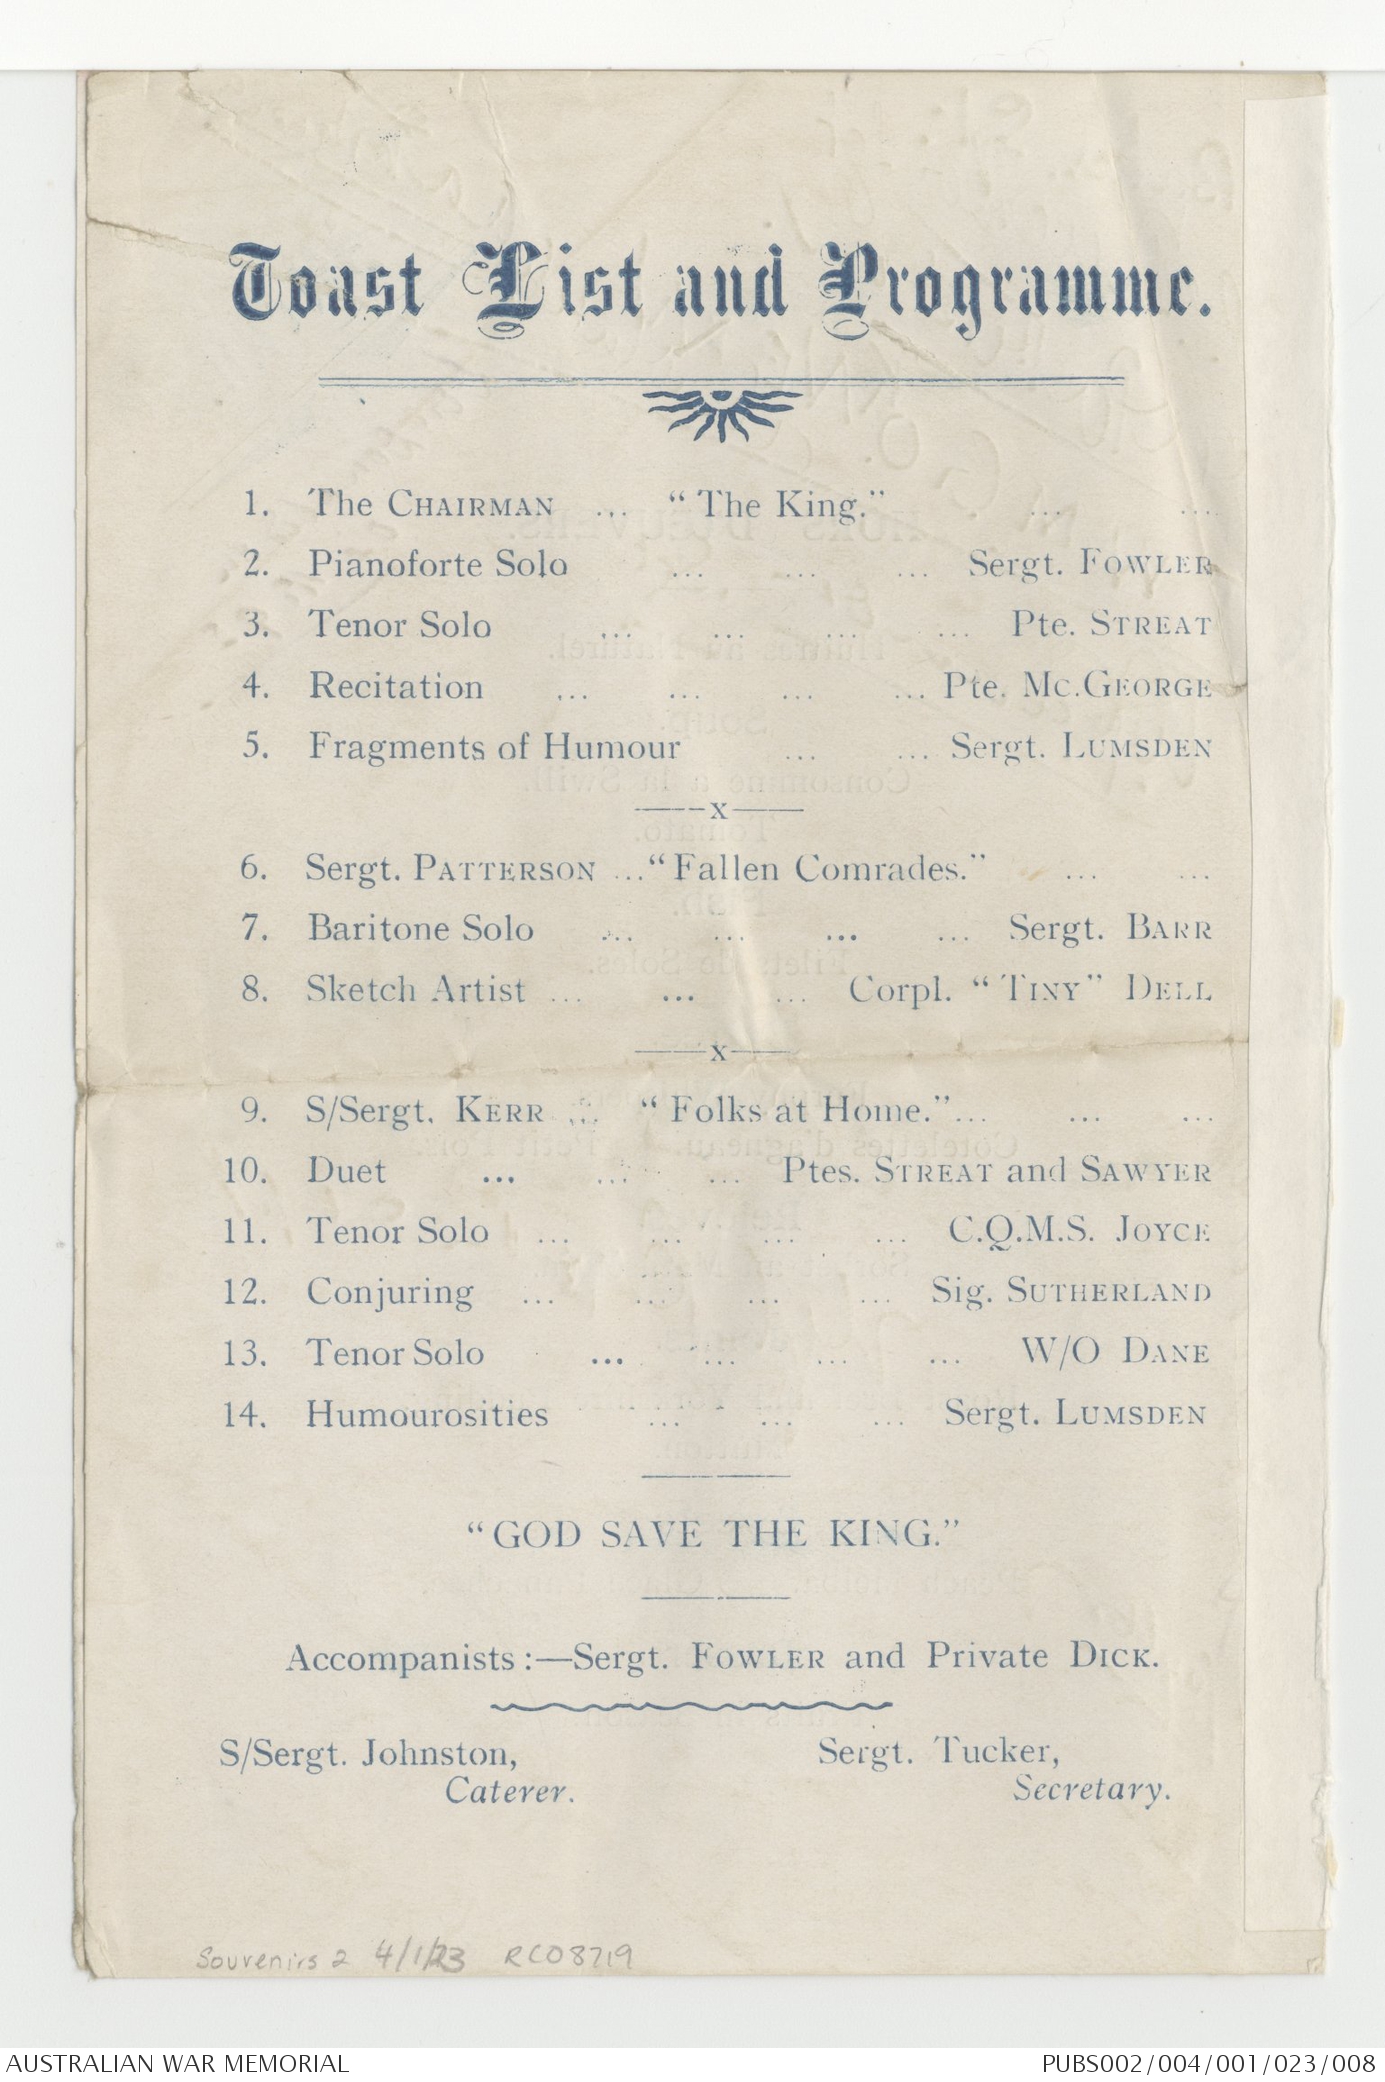 Toast List and Programme.
1. The CHAIRMAN ... "The King." ... ...
2. Pianoforte Solo ... ... ... Sergt. FOWLER
3. Tenor Solo ... ... ... ... Pte. STREAT
4. Recitation ... ... ... ... Pte. Mc.GEORGE
5. Fragments of Humour ... ... Sergt. LUMSDEN
——x——
6. Sergt. PATTERSON ... "Fallen Comrades." ... ...
7. Baritone Solo ... ... ... ... Sergt. BARR
8. Sketch Artist ... ... ... Corpl. "TINY" DELL
——x——
9. S/Sergt. KERR ... "Folks at Home." ... ... ...
10. Duet ... ... ... Ptes. STREAT and SAWYER
11. Tenor Solo ... ... ... ... C.Q.M.S. JOYCE
12. Conjuring ... ... ... ... Sig. SUTHERLAND
13. Tenor Solo ... ... ... ... W/O DANE
14. Humourosities ... ... ... Sergt. LUMSDEN
"GOD SAVE THE KING."
Accompanists:—Sergt. FOWLER and Private DICK.
S/Sergt. Johnston, Sergt. Tucker,
Caterer. Secretary.
Souvenirs 2 4/1/23 RC08719
AUSTRALIAN WAR MEMORIAL PUBS002/004/001/023/008